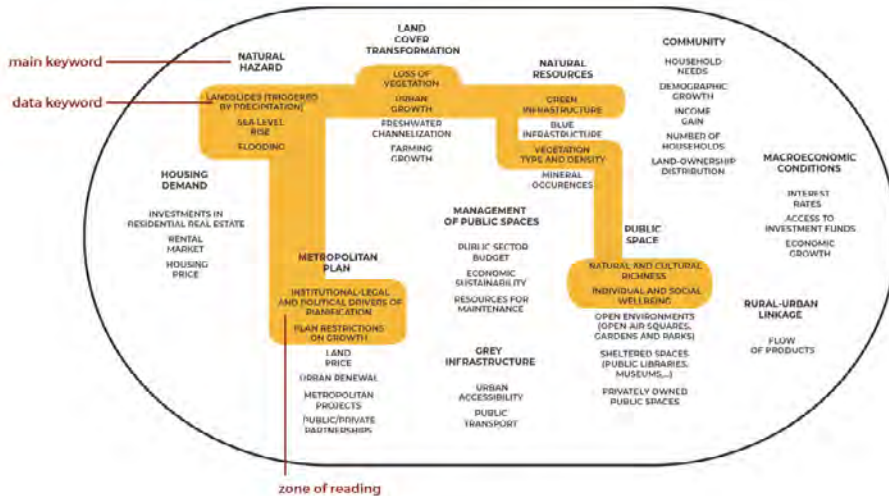 main keyword
data keyword
NATURAL
HAZARD
LANDSLIDES (TRIGGERED
BY PRECIPITATION)
SEA-LEVEL
RISE
FLOODING
LAND
COVER
TRANSFORMATION
LOSS OF
VEGETATION
URBAN
GROWTH
FRESHWATER
CHANNELIZATION
FARMING
GROWTH
NATURAL
RESOURCES
GREEN
INFRASTRUCTURE
BLUE
INFRASTRUCTURE
VEGETATION
TYPE AND DENSITY
MINERAL
OCCURENCES
COMMUNITY
HOUSEHOLD
NEEDS
DEMOGRAPHIC
GROWTH
INCOME
GAIN
NUMBER OF
HOUSEHOLDS
LAND-OWNERSHIP
DISTRIBUTION
MACROECONOMIC
CONDITIONS
INTEREST
RATES
ACCESS TO
INVESTMENT FUNDS
ECONOMIC
GROWTH
HOUSING
DEMAND
INVESTMENTS IN
RESIDENTIAL REAL ESTATE
RENTAL
MARKET
HOUSING
PRICE
METROPOLITAN
PLAN
INSTITUTIONAL-LEGAL
AND POLITICAL DRIVERS OF
PIANIFICATION
PLAN RESTRICTIONS
ON GROWTH
LAND
PRICE
URBAN RENEWAL
METROPOLITAN
PROJECTS
PUBLIC/PRIVATE
PARTNERSHIPS
MANAGEMENT
OF PUBLIC SPACES
PUBLIC SECTOR
BUDGET
ECONOMIC
SUSTAINABILITY
RESOURCES FOR
MAINTENANCE
GREY
INFRASTRUCTURE
URBAN
ACCESSIBILITY
PUBLIC
TRANSPORT
PUBLIC
SPACE
NATURAL AND CULTURAL
RICHNESS
INDIVIDUAL AND SOCIAL
WELLBREING
OPEN ENVIRONMENTS
(OPEN AIR SQUARES,
GARDENS AND PARKS)
SHELTERED SPACES
(PUBLIC LIBRARIES,
MUSEUMS,...)
PRIVATELY OWNED
PUBLIC SPACES
RURAL-URBAN
LINKAGE
FLOW
OF PRODUCTS
zone of reading